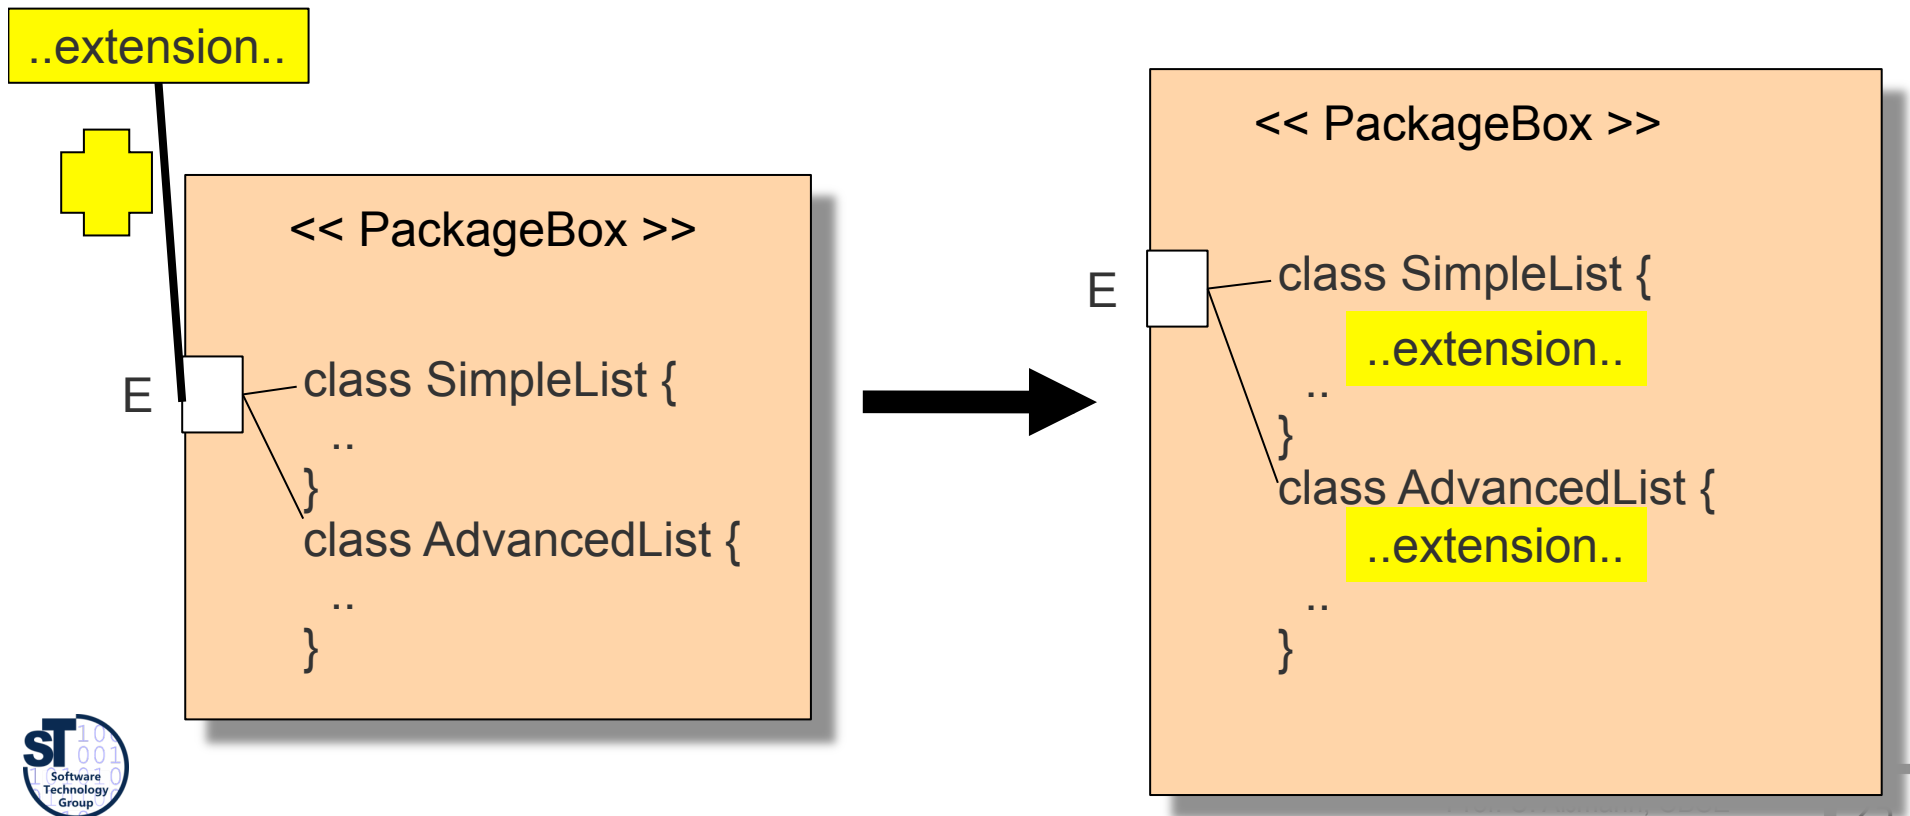 ..extension..
<< PackageBox >>
E
class SimpleList {
..
}
class AdvancedList {
..
}
<< PackageBox >>
E
class SimpleList {
..extension..
..
}
class AdvancedList {
..extension..
..
}
ST
Software
Technology
Group